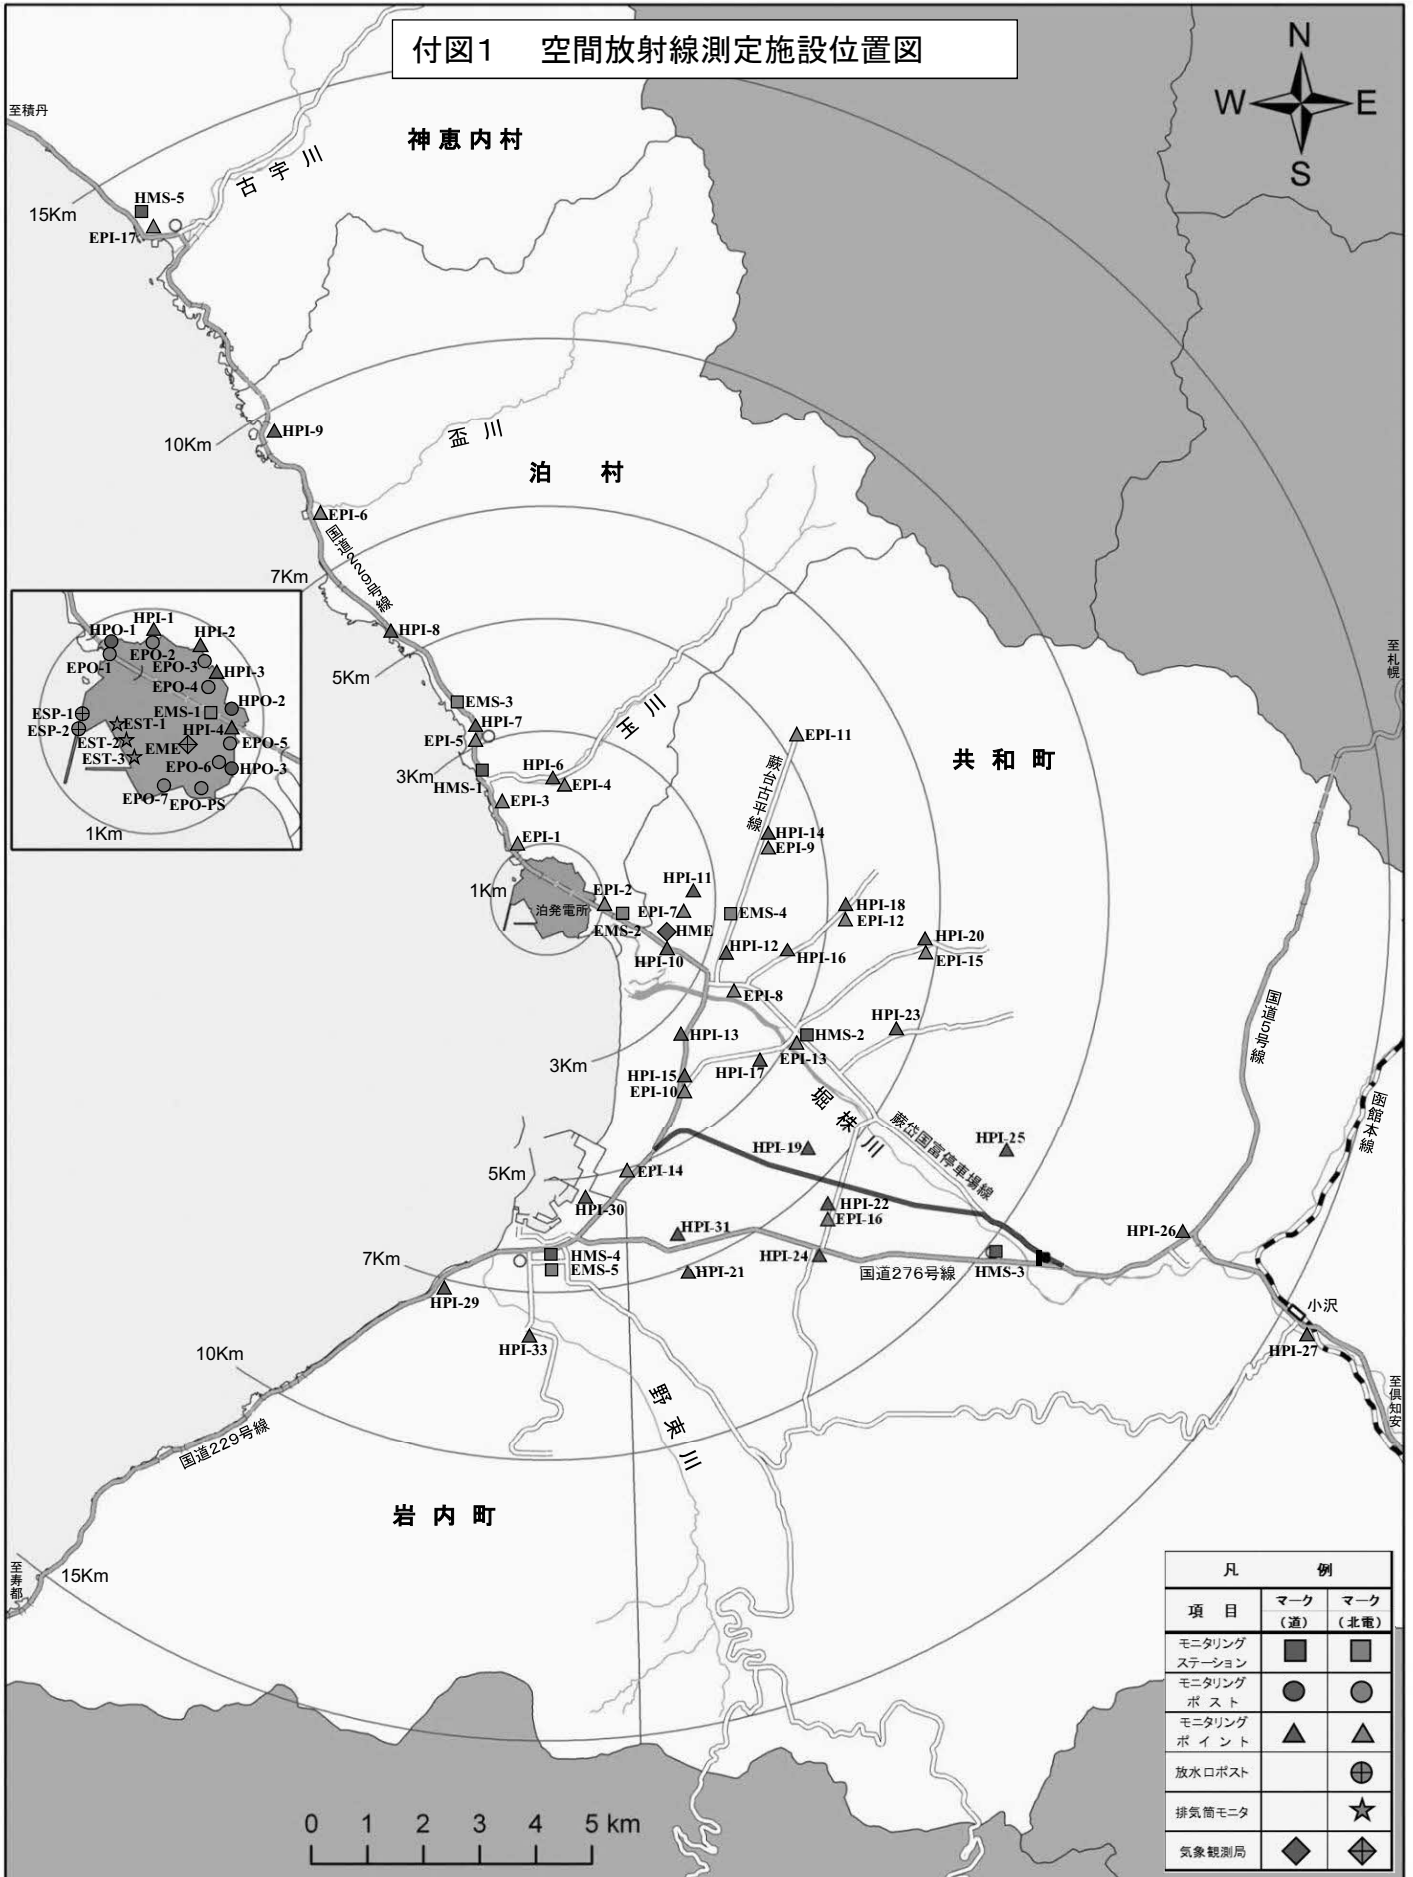 付図1　空間放射線測定施設位置図
N
W
E
S
至積丹
神恵内村
古宇川
HMS-5
15Km
EPI-17
HPI-9
10Km
盃川
泊村
EPI-6
国道229号線
7Km
HPI-8
5Km
至札幌
EMS-3
玉川
HPI-7
EPI-5
EPI-11
共和町
3Km
HMS-1
HPI-6
EPI-4
蕨台古平線
EPI-3
HPI-14
EPI-9
EPI-1
1Km
泊発電所
EPI-2
EMS-2
HPI-11
EPI-7
HME
HPI-10
EMS-4
HPI-18
EPI-12
HPI-12
HPI-16
HPI-20
EPI-15
EPI-8
HPI-13
HMS-2
EPI-13
HPI-23
国道5号線
3Km
HPI-17
HPI-15
EPI-10
堀株川
蕨岱国富停車場線
函館本線
HPI-19
HPI-25
5Km
EPI-14
HPI-30
HPI-22
EPI-16
HPI-31
HPI-26
7Km
HMS-4
EMS-5
HPI-24
国道276号線
HMS-3
HPI-21
HPI-29
小沢
HPI-33
HPI-27
10Km
至倶知安
野束川
国道229号線
岩内町
至寿都
15Km
HPI-1
HPO-1
HPI-2
EPO-2
EPO-1
EPO-3
HPI-3
EPO-4
ESP-1
EMS-1
HPO-2
ESP-2
EST-1
HPI-4
EST-2
EME
EPO-5
EST-3
EPO-6
HPO-3
EPO-7
EPO-PS
1Km
凡例
項目
マーク
(道)
マーク
(北電)
モニタリング
ステーション
モニタリング
ポスト
モニタリング
ポイント
放水口ポスト
排気筒モニタ
気象観測局
0 1 2 3 4 5 km